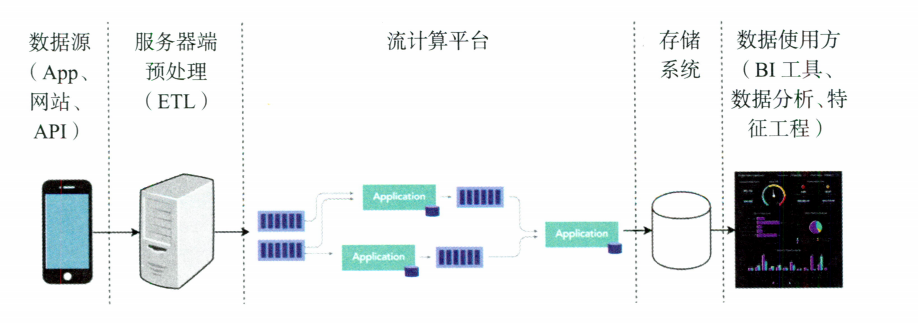 数据源
（App、
网站、
API）
服务器端
预处理
（ETL）
流计算平台
存储
系统
数据使用方
（BI 工具、
数据分析、特
征工程）
Application
Application
Application